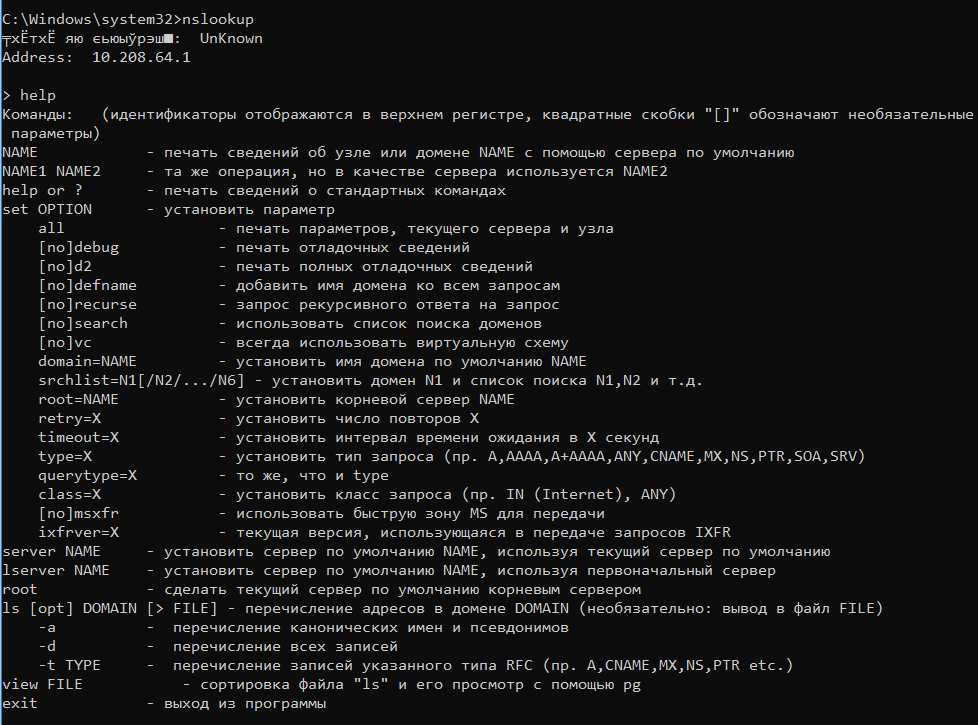 C:\Windows\system32>nslookup
╤хЁтхЁ яю єьюыўрэш■:  UnKnown
Address:  10.208.64.1

> help
Команды:   (идентификаторы отображаются в верхнем регистре, квадратные скобки "[]" обозначают необязательные
 параметры)
NAME            - печать сведений об узле или домене NAME с помощью сервера по умолчанию
NAME1 NAME2     - та же операция, но в качестве сервера используется NAME2
help or ?       - печать сведений о стандартных командах
set OPTION      - установить параметр
    all                 - печать параметров, текущего сервера и узла
    [no]debug           - печать отладочных сведений
    [no]d2              - печать полных отладочных сведений
    [no]defname         - добавить имя домена ко всем запросам
    [no]recurse         - запрос рекурсивного ответа на запрос
    [no]search          - использовать список поиска доменов
    [no]vc              - всегда использовать виртуальную схему
    domain=NAME         - установить имя домена по умолчанию NAME
    srchlist=N1[/N2/.../N6] - установить домен N1 и список поиска N1,N2 и т.д.
    root=NAME           - установить корневой сервер NAME
    retry=X             - установить число повторов X
    timeout=X           - установить интервал времени ожидания в X секунд
    type=X              - установить тип запроса (пр. A,AAAA,A+AAAA,ANY,CNAME,MX,NS,PTR,SOA,SRV)
    querytype=X         - то же, что и type
    class=X             - установить класс запроса (пр. IN (Internet), ANY)
    [no]msxfr           - использовать быструю зону MS для передачи
    ixfrver=X           - текущая версия, использующаяся в передаче запросов IXFR
server NAME     - установить сервер по умолчанию NAME, используя текущий сервер по умолчанию
lserver NAME    - установить сервер по умолчанию NAME, используя первоначальный сервер
root            - сделать текущий сервер по умолчанию корневым сервером
ls [opt] DOMAIN [> FILE] - перечисление адресов в домене DOMAIN (необязательно: вывод в файл FILE)
    -a          -  перечисление канонических имен и псевдонимов
    -d          -  перечисление всех записей
    -t TYPE     -  перечисление записей указанного типа RFC (пр. A,CNAME,MX,NS,PTR etc.)
view FILE           - сортировка файла "ls" и его просмотр с помощью pg
exit            - выход из программы